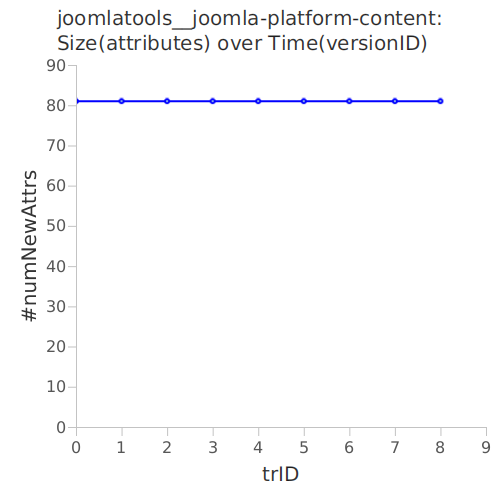 joomlatools__joomla-platform-content:
Size(attributes) over Time(versionID)
90
80
70
60
50
40
30
20
10
0
#numNewAttrs
0 1 2 3 4 5 6 7 8 9
trID